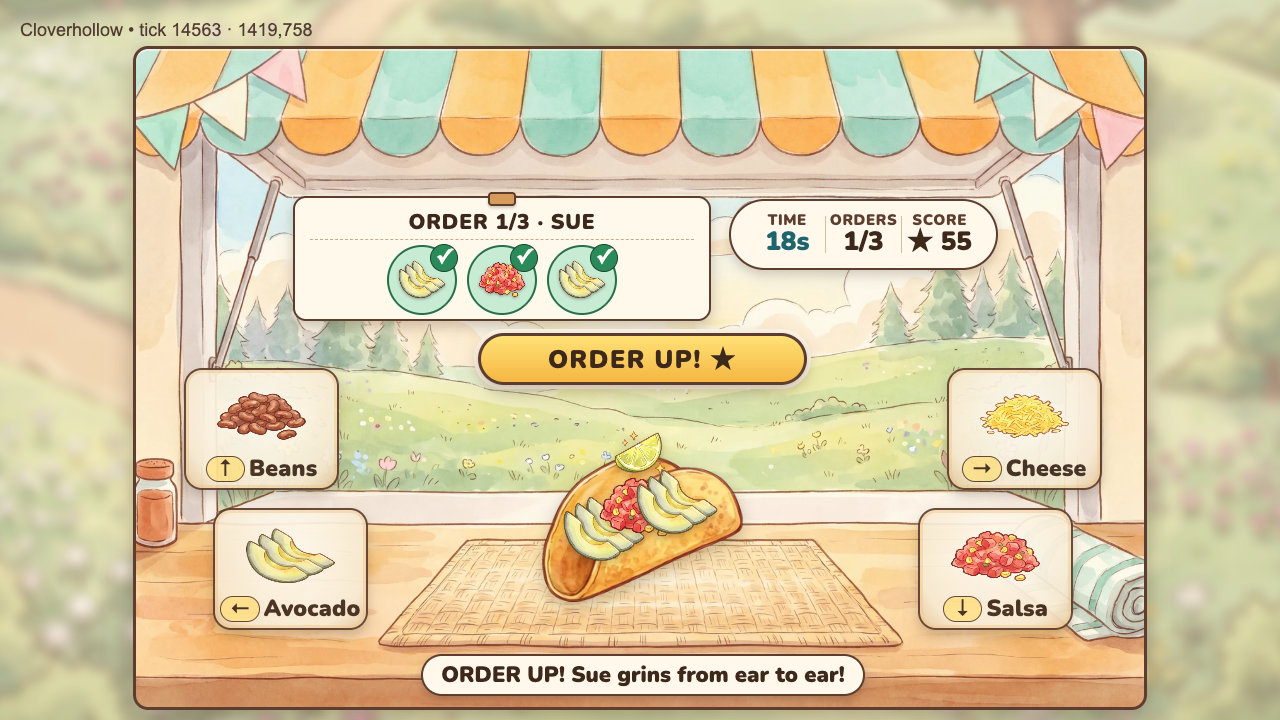 Cloverhollow • tick 14563 · 1419,758
ORDER 1/3 · SUE
TIME ORDERS SCORE
18s 1/3 ★ 55
ORDER UP! ★
↑ Beans
→ Cheese
← Avocado
↓ Salsa
ORDER UP! Sue grins from ear to ear!